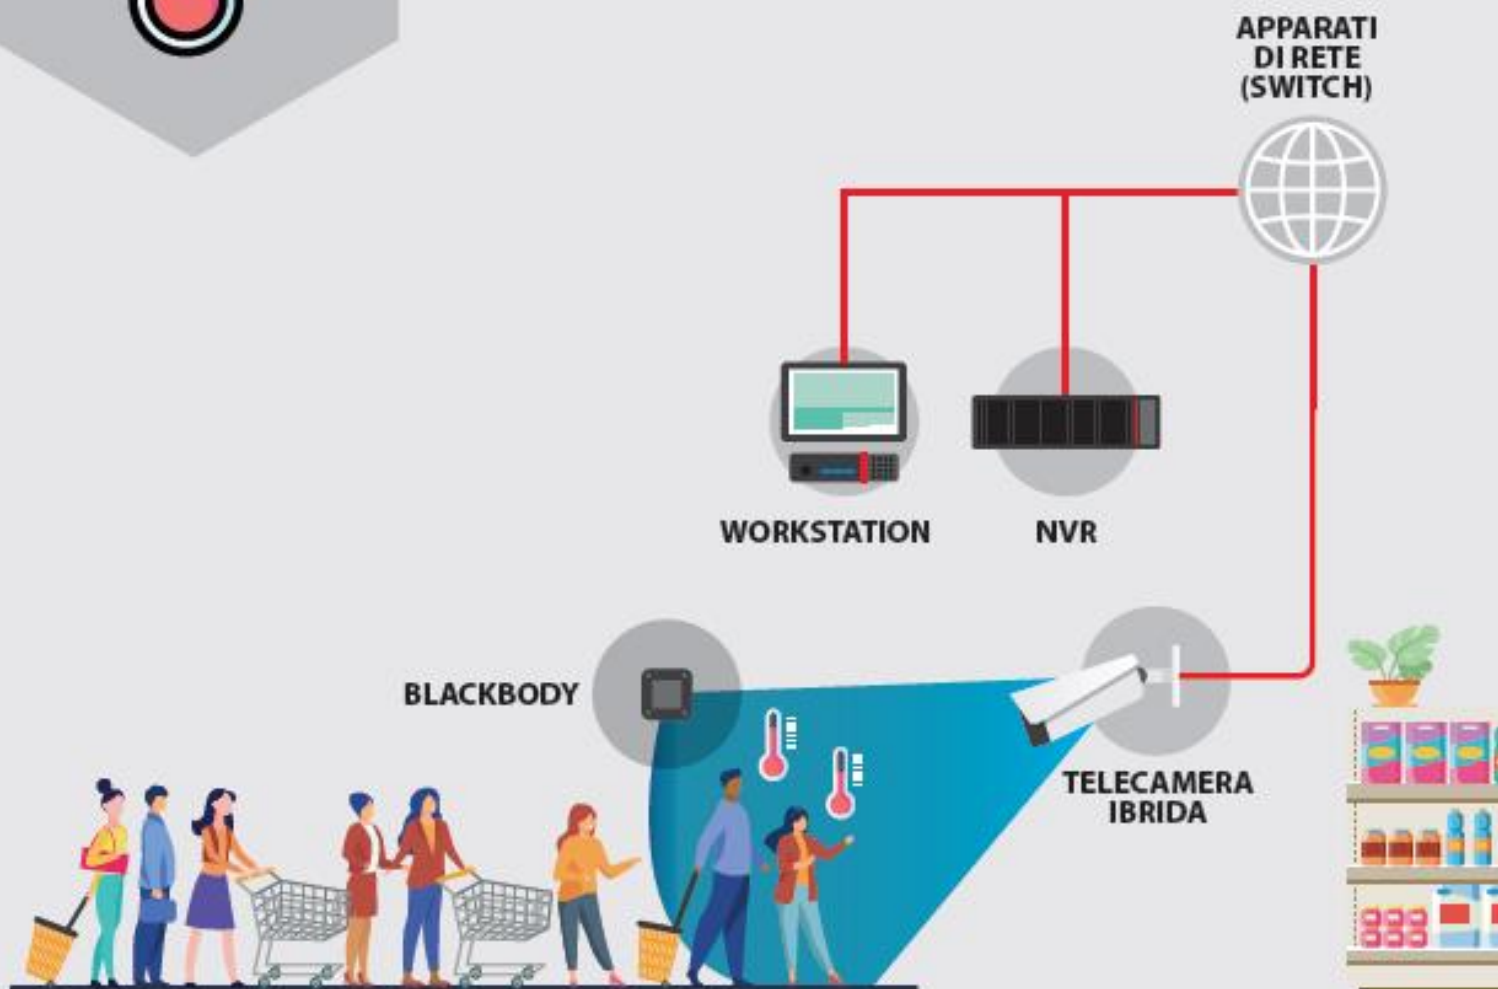 APPARATI
DI RETE
(SWITCH)
WORKSTATION
NVR
BLACKBODY
TELECAMERA
IBRIDA